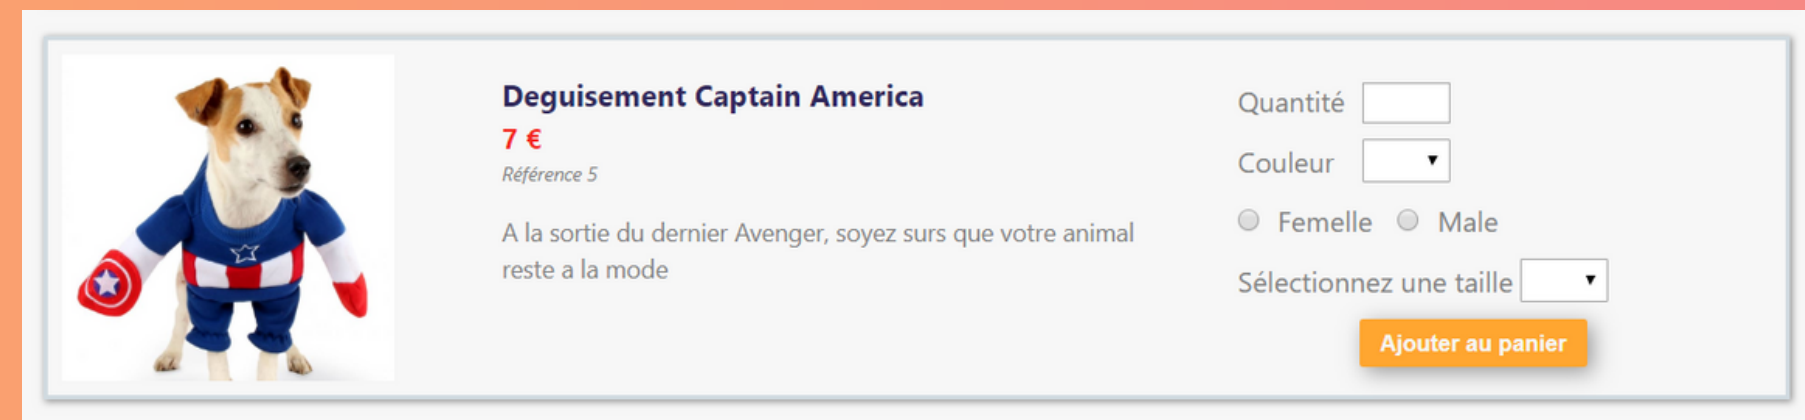 Deguisement Captain America
7 €
Référence 5
A la sortie du dernier Avenger, soyez surs que votre animal
reste a la mode
Quantité
Couleur
Femelle Male
Sélectionnez une taille
Ajouter au panier